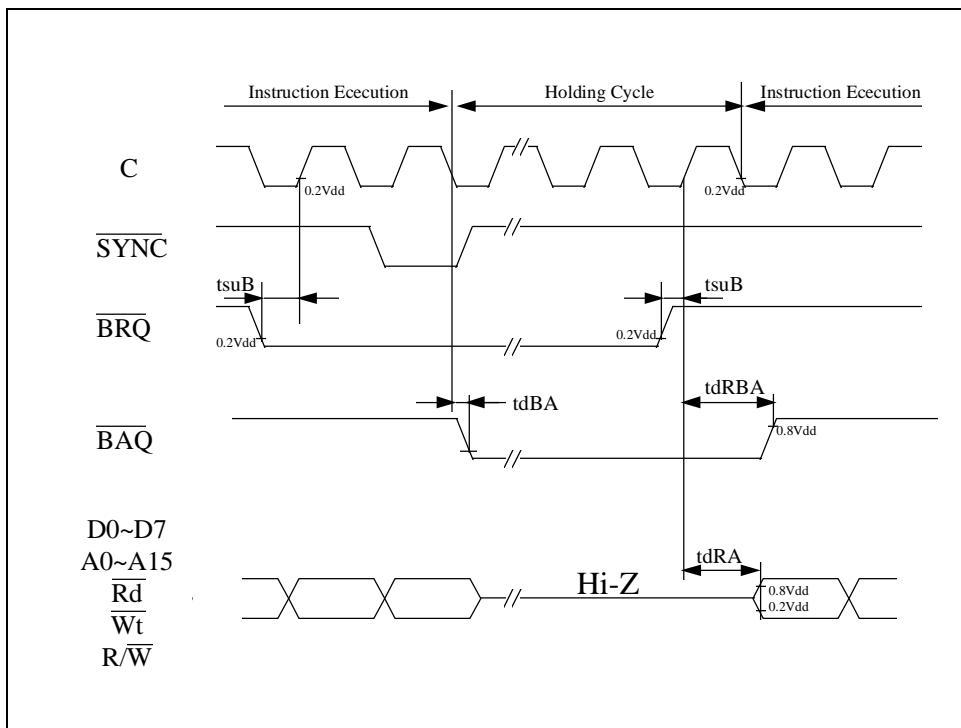 Instruction Ececution
Holding Cycle
Instruction Ececution
C
0.2Vdd
0.2Vdd
SYNC
tsuB
tsuB
BRQ
0.2Vdd
0.2Vdd
tdBA
tdRBA
BAQ
0.8Vdd
D0~D7
A0~A15
tdRA
Rd
Hi-Z
0.8Vdd
Wt
0.2Vdd
R/W